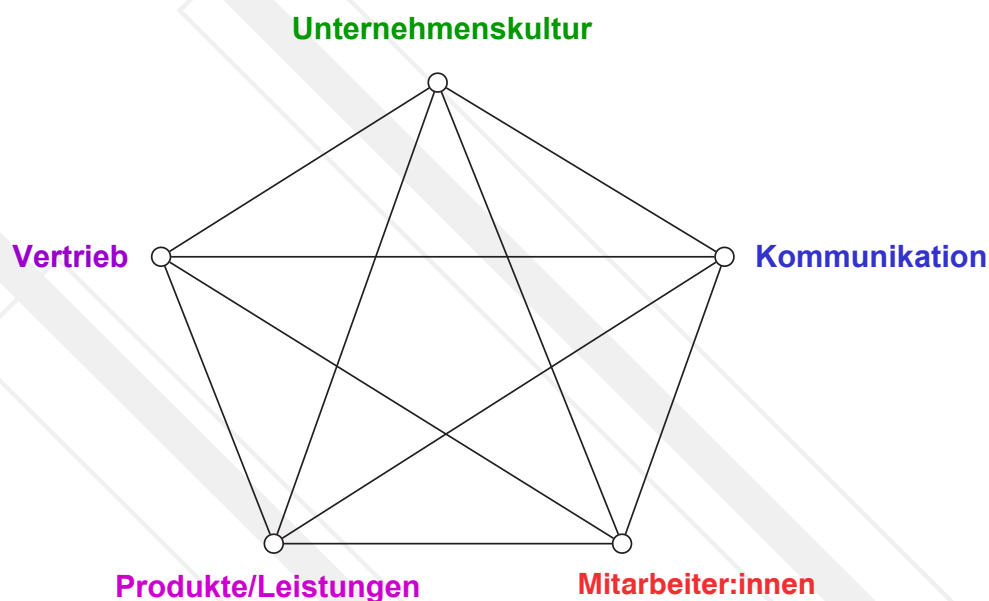 Unternehmenskultur
Vertrieb
Kommunikation
Produkte/Leistungen
Mitarbeiter:innen